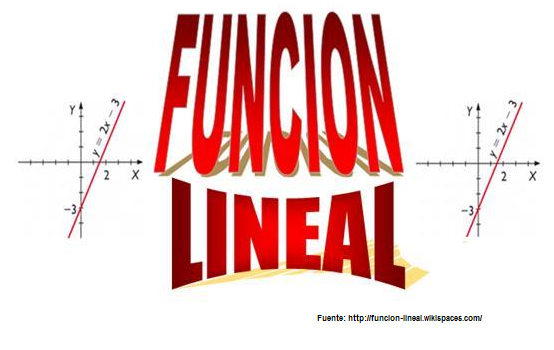 FUNCION
LINEAL
Y
y = 2x − 3
2
X
−3
Y
y = 2x − 3
2
X
−3
Fuente: http://funcion-lineal.wikispaces.com/